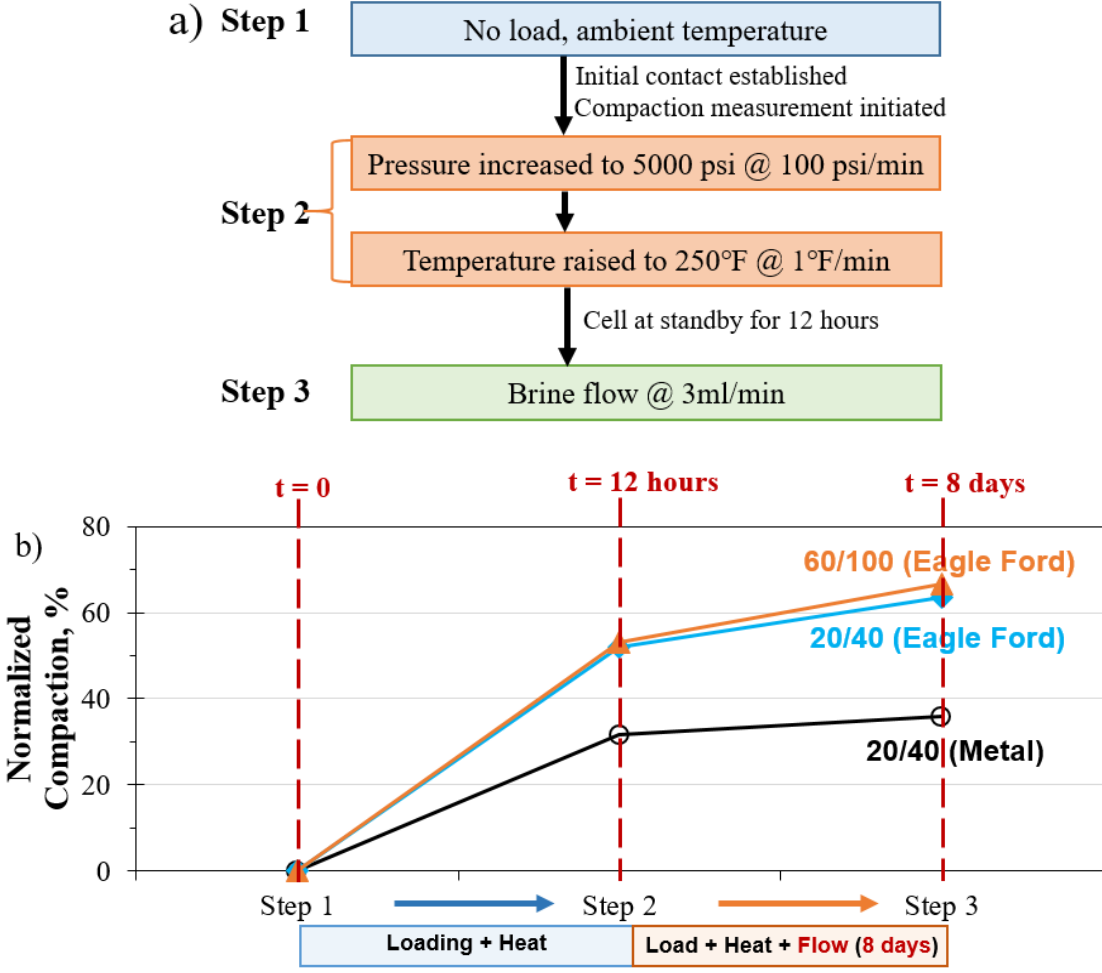 a)
Step 1
No load, ambient temperature
Initial contact established
Compaction measurement initiated
Pressure increased to 5000 psi @ 100 psi/min
Step 2
Temperature raised to 250°F @ 1°F/min
Cell at standby for 12 hours
Step 3
Brine flow @ 3ml/min
b)
t = 0
t = 12 hours
t = 8 days
Normalized
Compaction, %
80
60
40
20
0
60/100 (Eagle Ford)
20/40 (Eagle Ford)
20/40 (Metal)
Step 1
Step 2
Step 3
Loading + Heat
Load + Heat + Flow (8 days)